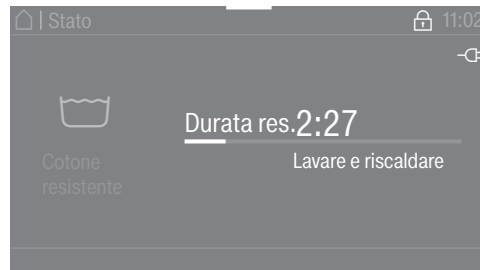 | Stato 11:02
Durata res.2:27
Lavare e riscaldare
Cotone
resistente